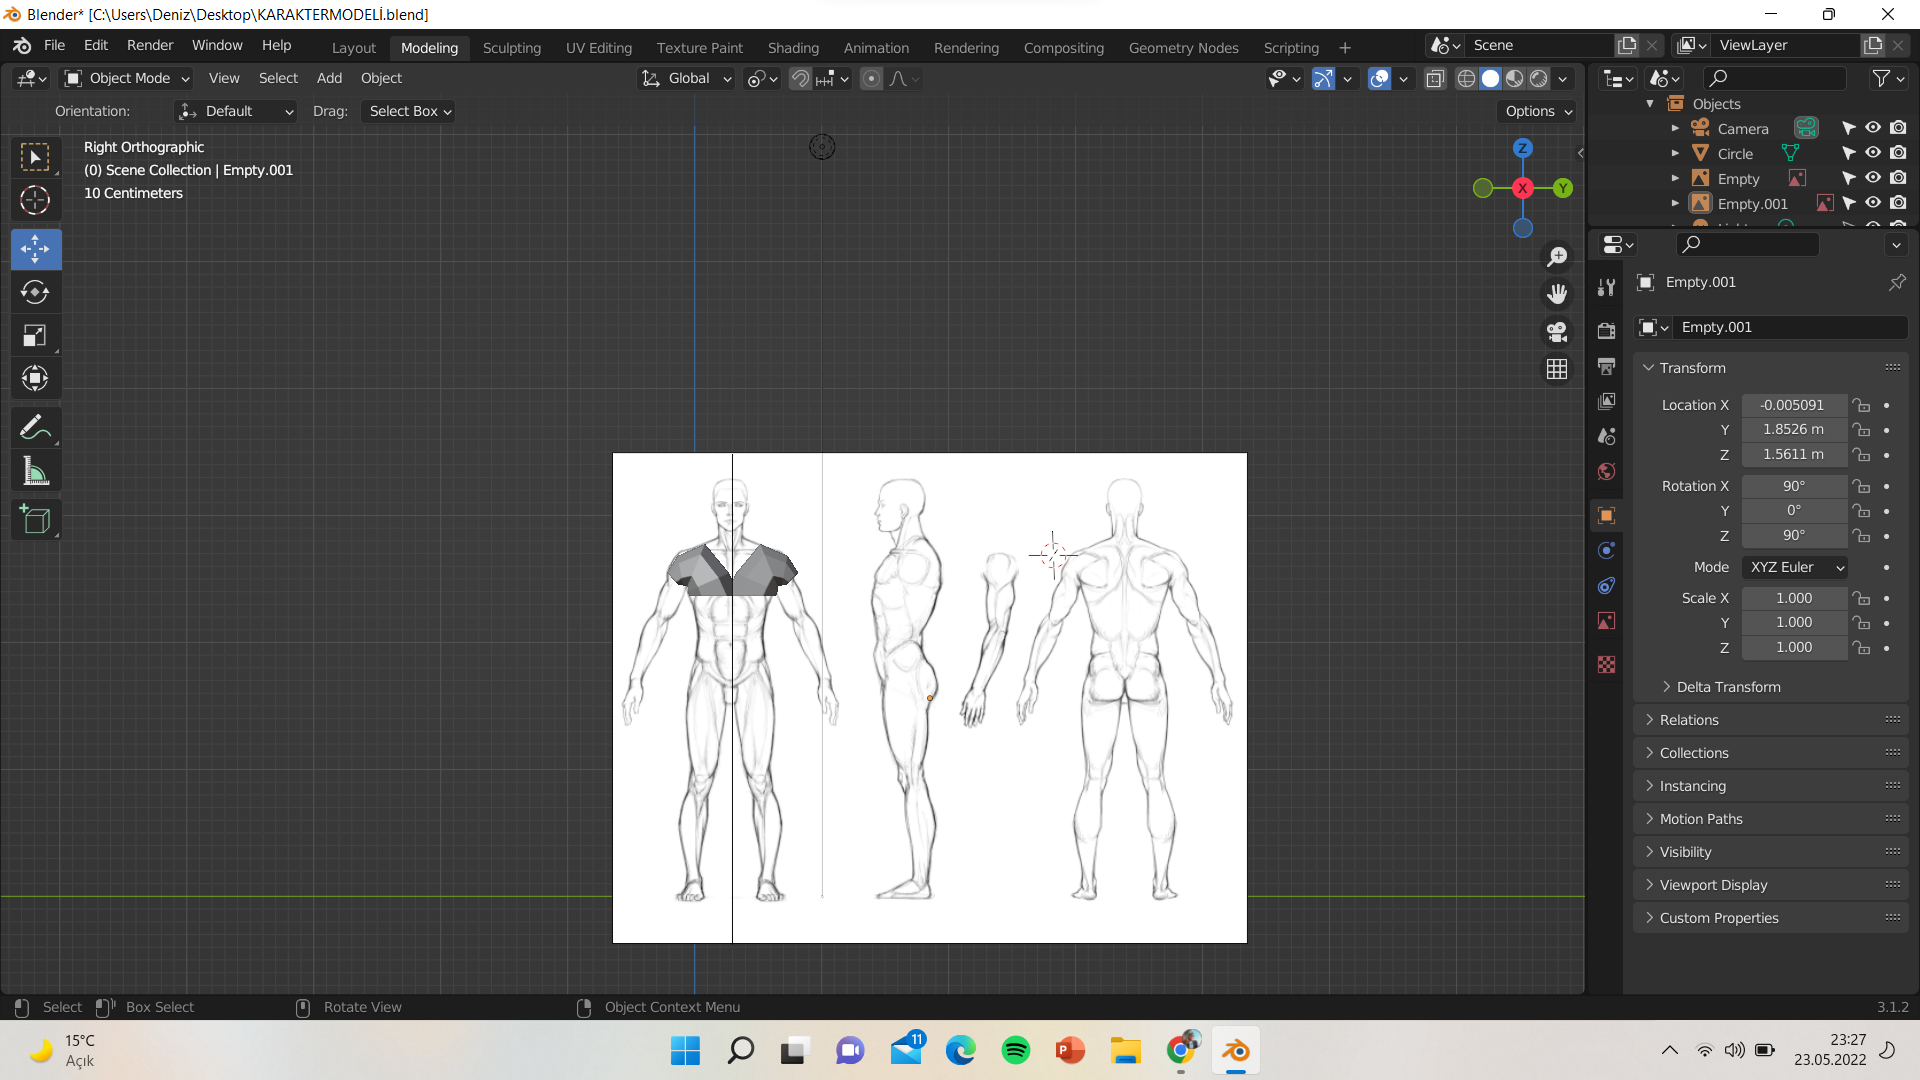 Blender* [C:\Users\Deniz\Desktop\KARAKTERMODELİ.blend]
File Edit Render Window Help Layout Modeling Sculpting UV Editing Texture Paint Shading Animation Rendering Compositing Geometry Nodes Scripting + Scene ViewLayer
Object Mode View Select Add Object Global
Orientation: Default Drag: Select Box Options
Right Orthographic
(0) Scene Collection | Empty.001
10 Centimeters
Z
X
Y
Objects
Camera
Circle
Empty
Empty.001
Empty.001
Empty.001
Transform
Location X -0.005091
Y 1.8526 m
Z 1.5611 m
Rotation X 90°
Y 0°
Z 90°
Mode XYZ Euler
Scale X 1.000
Y 1.000
Z 1.000
Delta Transform
Relations
Collections
Instancing
Motion Paths
Visibility
Viewport Display
Custom Properties
Select Box Select Rotate View Object Context Menu 3.1.2
15°C
Açık
11
P
23:27
23.05.2022